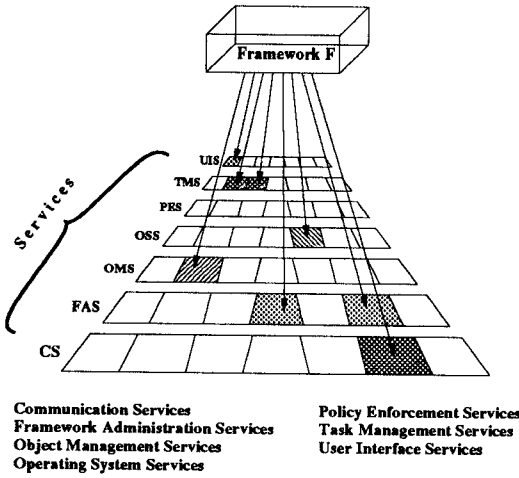 Framework F
UIS
TMS
PES
OSS
OMS
FAS
CS
Services
Communication Services
Framework Administration Services
Object Management Services
Operating System Services
Policy Enforcement Services
Task Management Services
User Interface Services